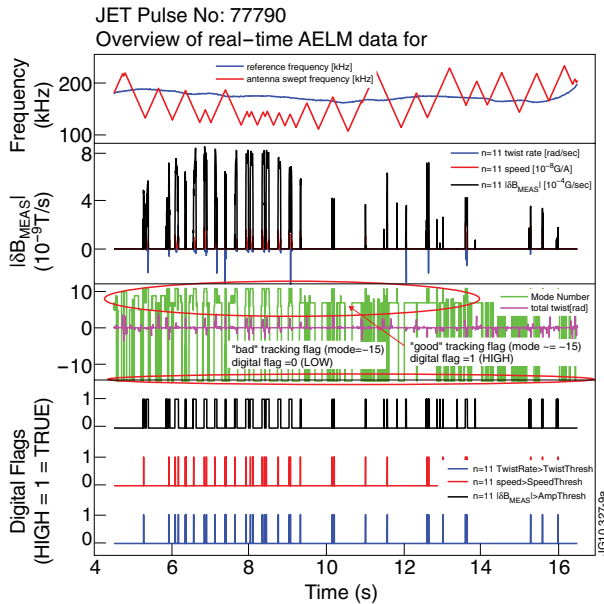 JET Pulse No: 77790
Overview of real-time AELM data for
Frequency (kHz)
200
100
reference frequency [kHz]
antenna swept frequency [kHz]
|δB_MEAS| (10⁻⁹T/s)
8
4
0
n=11 twist rate [rad/sec]
n=11 speed [10⁻⁸G/A]
n=11 |δB_MEAS| [10⁻⁴G/sec]
10
0
−1
Mode Number
total twist[rad]
"bad" tracking flag (mode=−15)
digital flag =0 (LOW)
"good" tracking flag (mode ~= −15)
digital flag =1 (HIGH)
Digital Flags
(HIGH = 1 = TRUE)
1
0
1
0
1
0
n=11 TwistRate>TwistThresh
n=11 speed>SpeedThresh
n=11 |δB_MEAS|>AmpThresh
4 6 8 10 12 14 16
Time (s)
JG10.327-9a